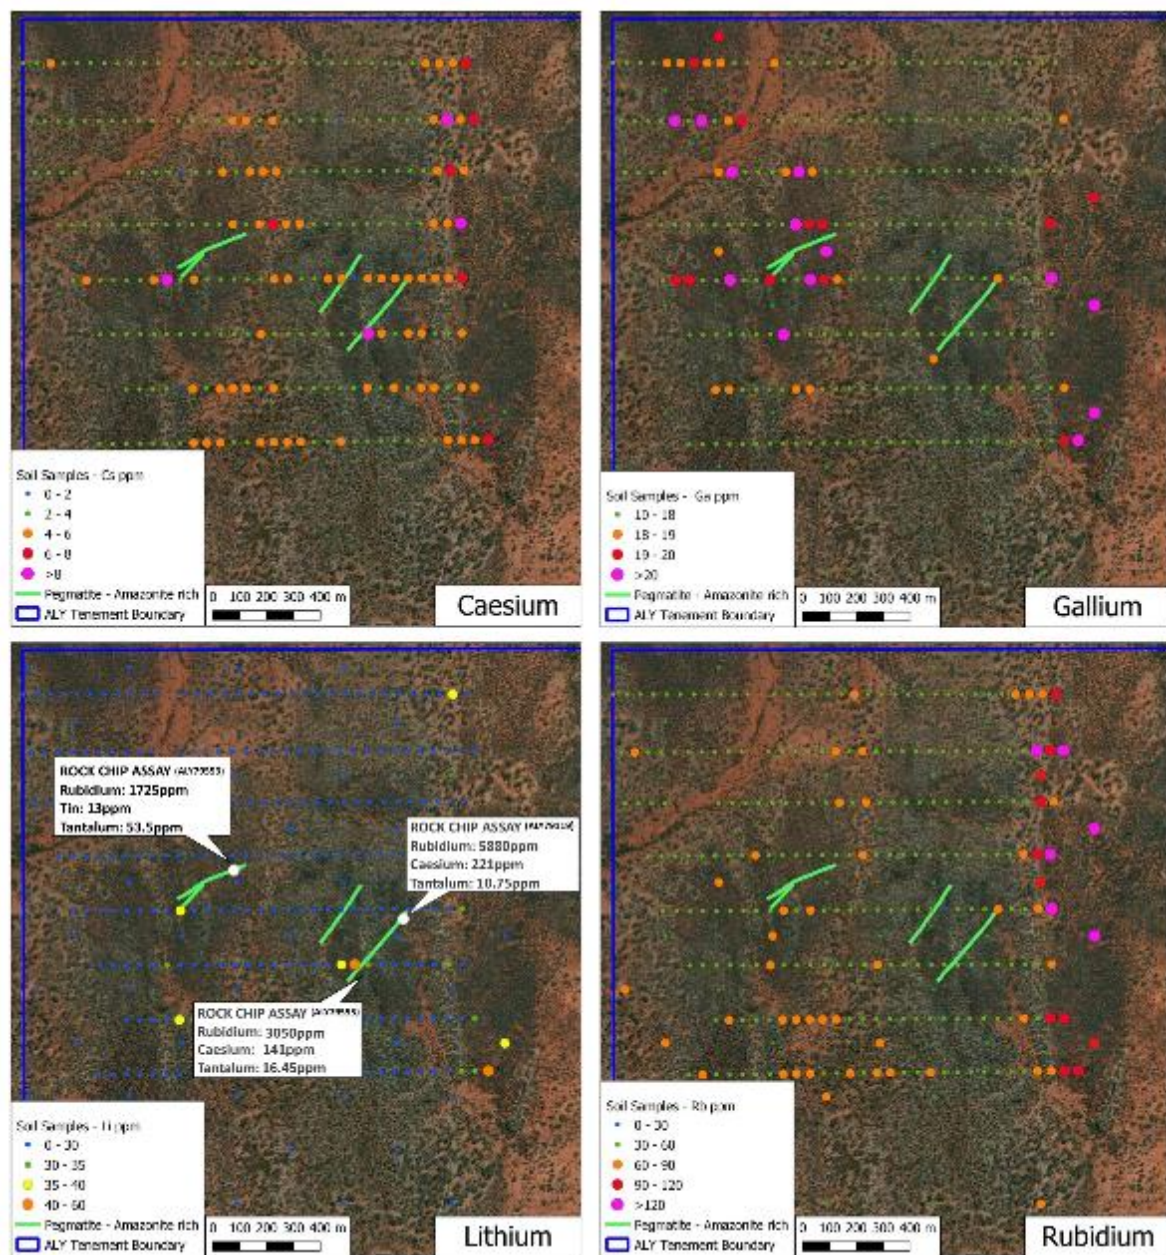 Soil Samples - Cs ppm
0 - 2
2 - 4
4 - 6
6 - 8
>8
Pegmatite - Amazonite rich
ALY Tenement Boundary
0 100 200 300 400 m
Caesium
Soil Samples - Ga ppm
10 - 18
18 - 19
19 - 20
>20
Pegmatite - Amazonite rich
ALY Tenement Boundary
0 100 200 300 400 m
Gallium
ROCK CHIP ASSAY
Rubidium: 1725ppm
Tin: 13ppm
Tantalum: 53.5ppm
ROCK CHIP ASSAY
Rubidium: 5880ppm
Caesium: 221ppm
Tantalum: 10.75ppm
ROCK CHIP ASSAY
Rubidium: 3050ppm
Caesium: 141ppm
Tantalum: 16.45ppm
Soil Samples - Li ppm
0 - 30
30 - 35
35 - 40
40 - 60
Pegmatite - Amazonite rich
ALY Tenement Boundary
0 100 200 300 400 m
Lithium
Soil Samples - Rb ppm
0 - 30
30 - 60
60 - 90
90 - 120
>120
Pegmatite - Amazonite rich
ALY Tenement Boundary
0 100 200 300 400 m
Rubidium